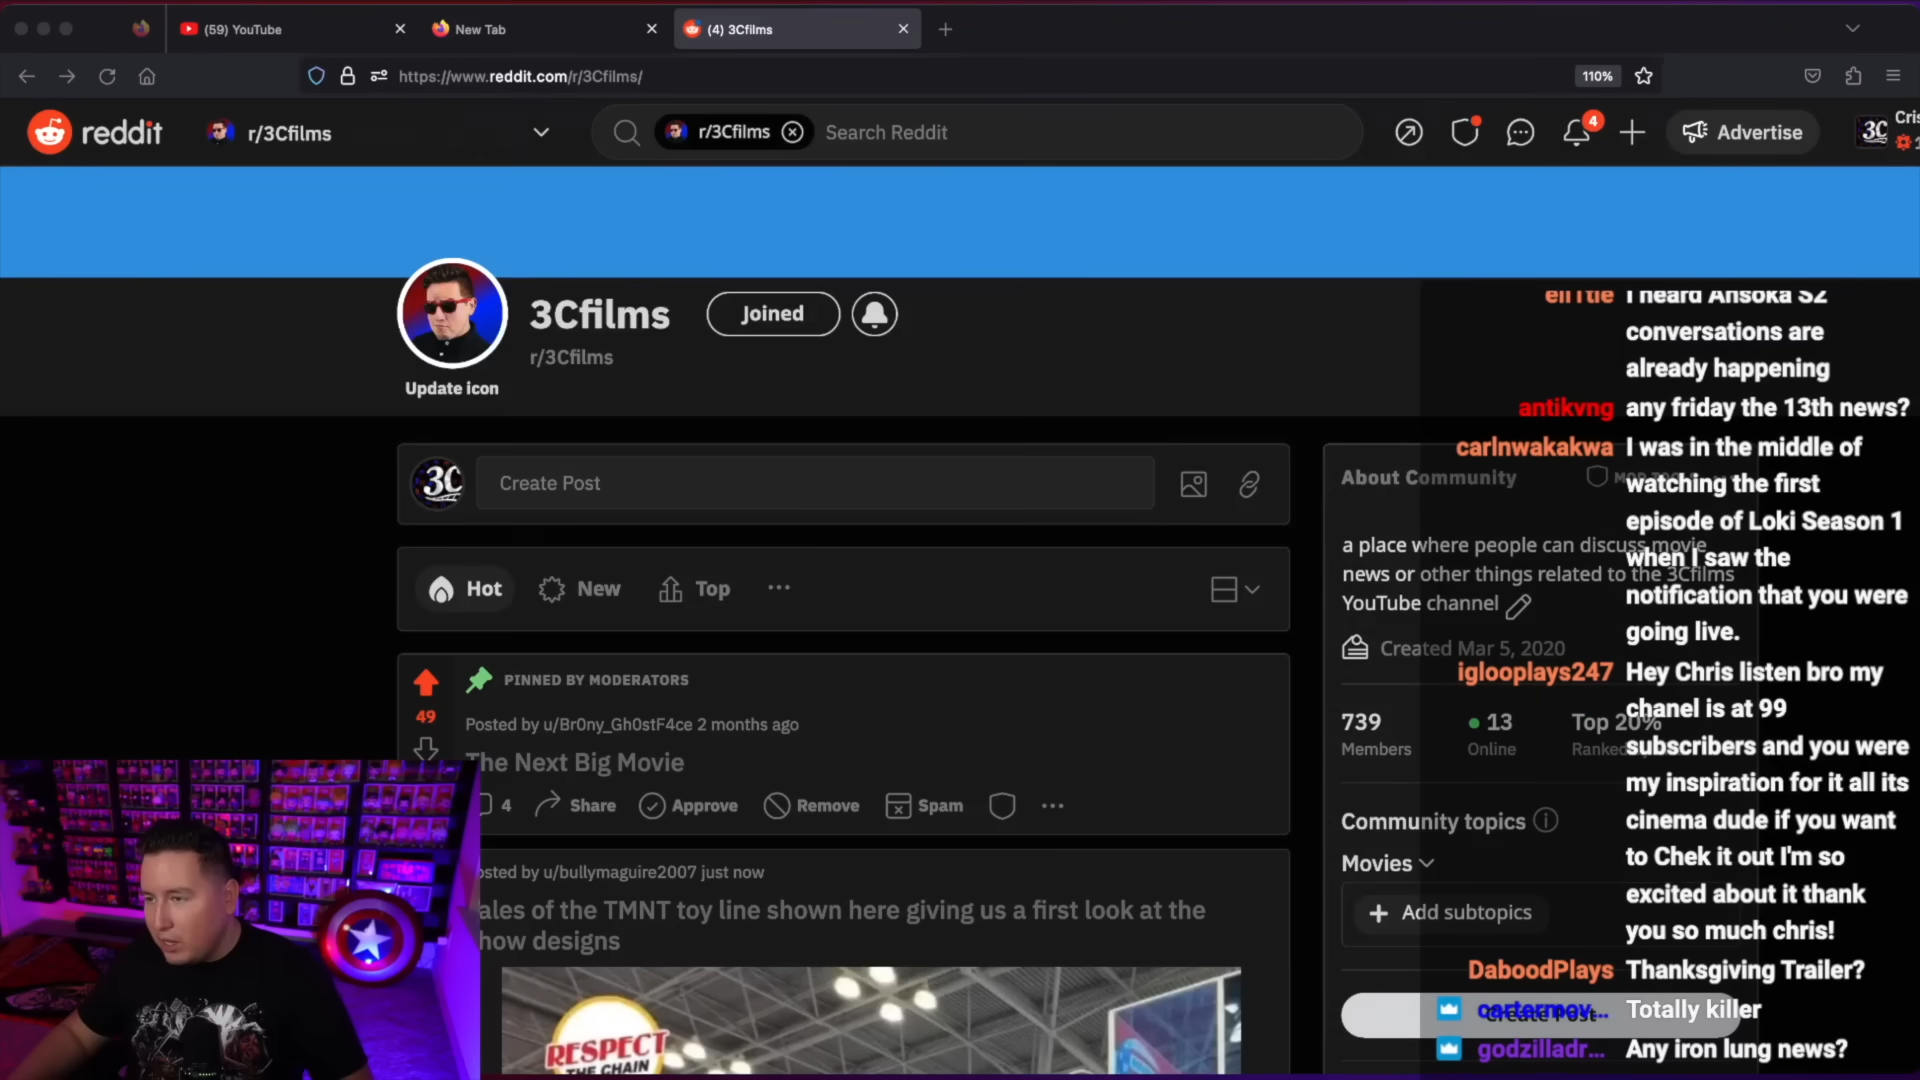 (59) YouTube
New Tab
(4) 3Cfilms
https://www.reddit.com/r/3Cfilms/
110%
reddit
r/3Cfilms
r/3Cfilms
Search Reddit
4
Advertise
3C
3Cfilms
Joined
r/3Cfilms
Update icon
3C
Create Post
Hot
New
Top
PINNED BY MODERATORS
49
Posted by u/Br0ny_Gh0stF4ce 2 months ago
The Next Big Movie
4
Share
Approve
Remove
Spam
osted by u/bullymaguire2007 just now
ales of the TMNT toy line shown here giving us a first look at the
how designs
RESPECT
THE CHAIN
About Community
a place where people can discuss movie
news or other things related to the 3Cfilms
YouTube channel
Created Mar 5, 2020
739
Members
13
Online
Top 20%
Ranked
Community topics
Movies
Add subtopics
Create Post
I heard Ahsoka S2
conversations are
already happening
antikvng any friday the 13th news?
carlnwakakwa I was in the middle of
watching the first
episode of Loki Season 1
when I saw the
notification that you were
going live.
iglooplays247 Hey Chris listen bro my
chanel is at 99
subscribers and you were
my inspiration for it all its
cinema dude if you want
to Chek it out I'm so
excited about it thank
you so much chris!
DaboodPlays Thanksgiving Trailer?
cartermov... Totally killer
godzilladr... Any iron lung news?